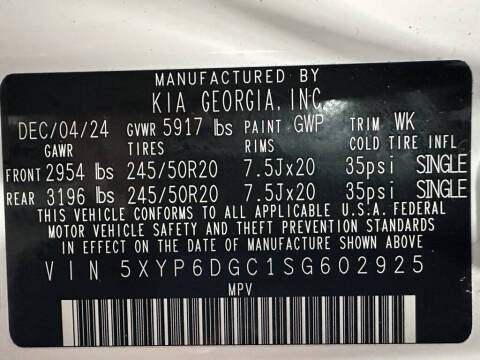 MANUFACTURED BY
KIA GEORGIA, INC.
DEC/04/24 GVWR 5917 lbs PAINT GWP TRIM WK
GAWR TIRES RIMS COLD TIRE INFL
FRONT 2954 lbs 245/50R20 7.5Jx20 35psi SINGLE
REAR 3196 lbs 245/50R20 7.5Jx20 35psi SINGLE
THIS VEHICLE CONFORMS TO ALL APPLICABLE U.S.A. FEDERAL
MOTOR VEHICLE SAFETY AND THEFT PREVENTION STANDARDS
IN EFFECT ON THE DATE OF MANUFACTURE SHOWN ABOVE
VIN 5XYP6DGC1SG602925
MPV